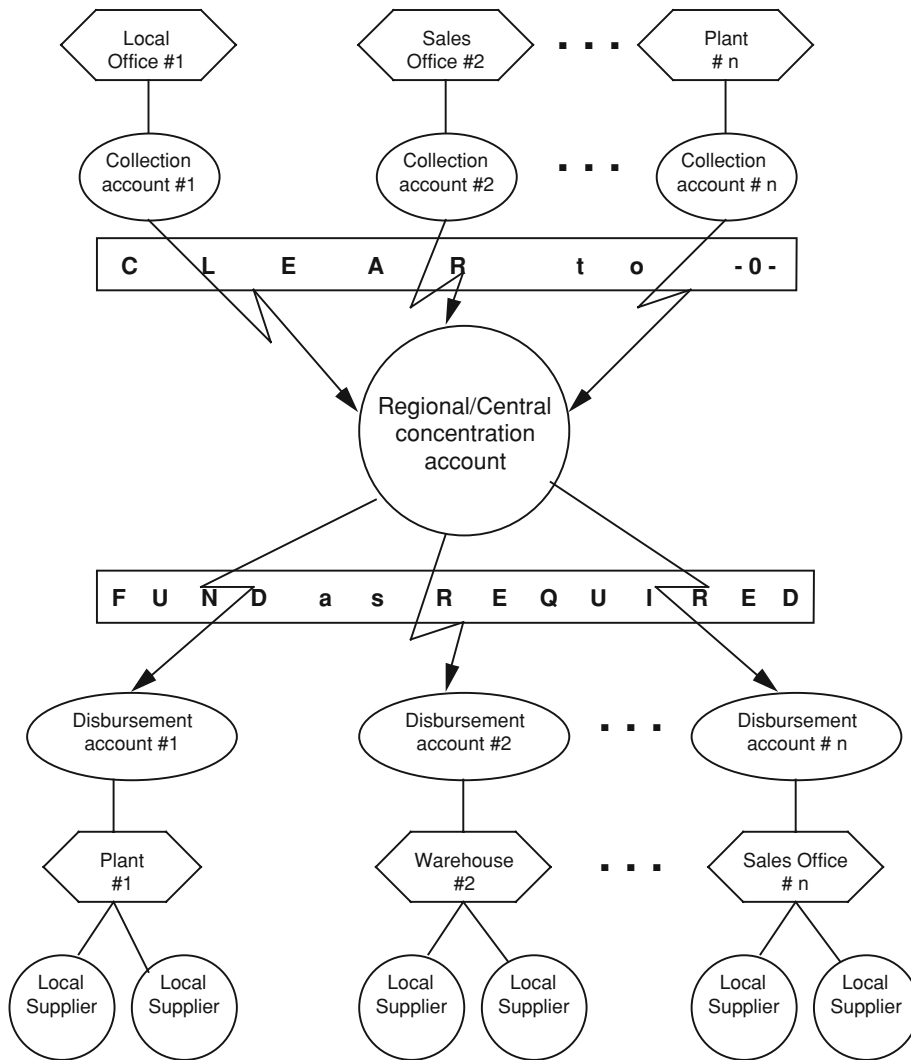 Local
Office #1
Sales
Office #2
Plant
# n
Collection
account #1
Collection
account #2
Collection
account # n
C L E A R t o -0-
Regional/Central
concentration
account
F U N D a s R E Q U I R E D
Disbursement
account #1
Disbursement
account #2
Disbursement
account # n
Plant
#1
Warehouse
#2
Sales Office
# n
Local
Supplier
Local
Supplier
Local
Supplier
Local
Supplier
Local
Supplier
Local
Supplier